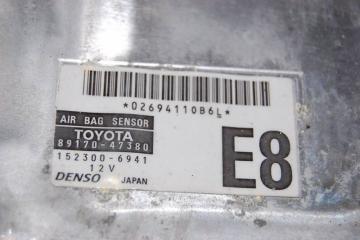 *02694110B6L*
AIR BAG SENSOR
TOYOTA
89170-47380
152300-6941
12V
DENSO JAPAN
E8